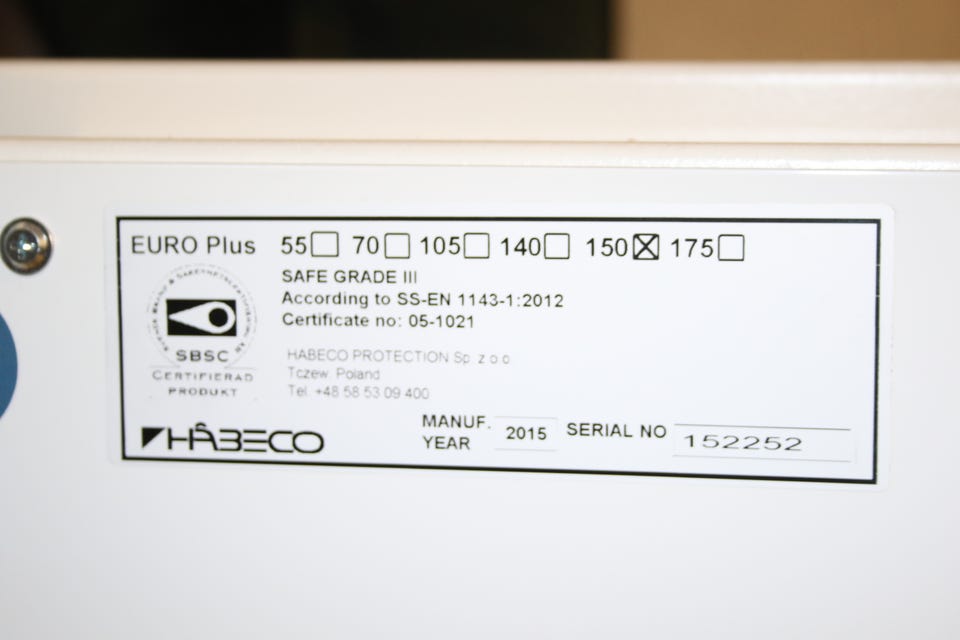 EURO Plus 55 70 105 140 150 175
SAFE GRADE III
According to SS-EN 1143-1:2012
Certificate no: 05-1021
SBSC
CERTIFIERAD
PRODUKT
HABECO PROTECTION Sp. z o.o
Tczew. Poland
Tel. +48 58 53 09 400
HÅBECO
MANUF. YEAR 2015 SERIAL NO 152252